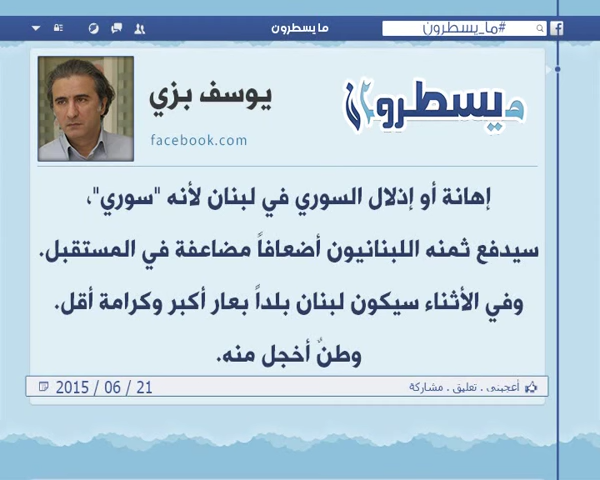 #ما_يسطرون
ما يسطرون
ما يسطرون
يوسف بزي
facebook.com
إهانة أو إذلال السوري في لبنان لأنه "سوري"،
سيدفع ثمنه اللبنانيون أضعافاً مضاعفة في المستقبل.
وفي الأثناء سيكون لبنان بلداً بعار أكبر وكرامة أقل.
وطنٌ أخجل منه.
أعجبني . تعليق . مشاركة
2015 / 06 / 21